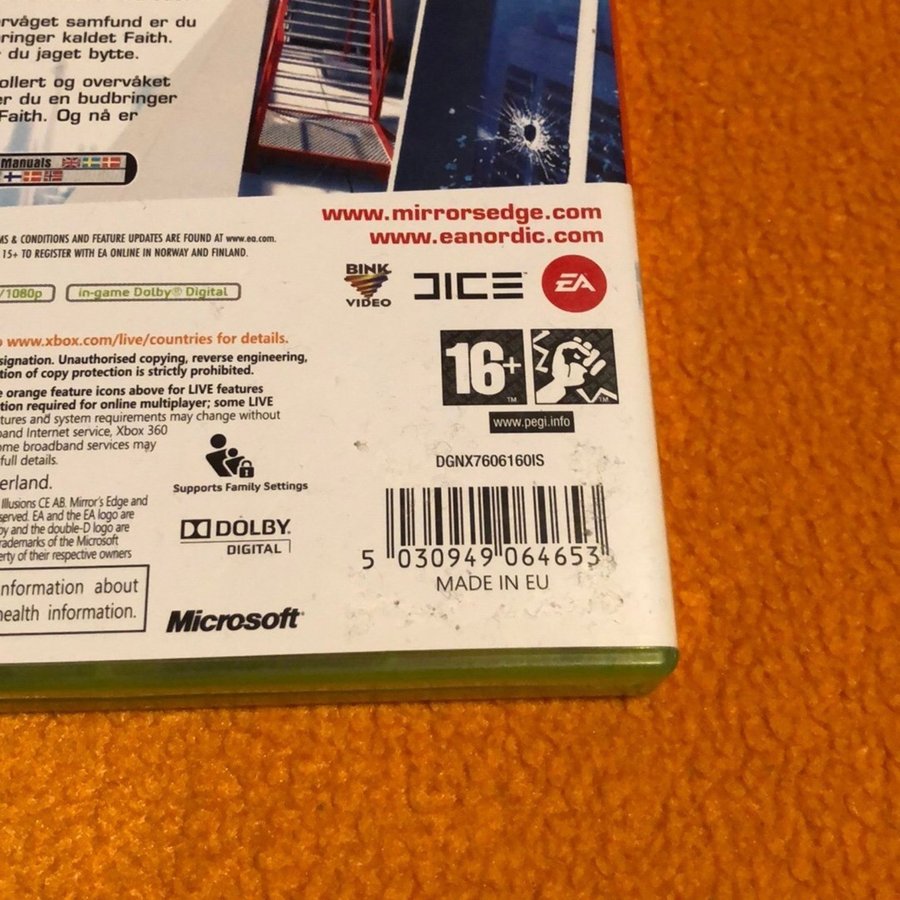 rvåget samfund er du
ringer kaldet Faith.
du jaget bytte.
ollert og overvåket
er du en budbringer
Faith. Og nå er
Manuals
www.mirrorsedge.com
www.eanordic.com
MS & CONDITIONS AND FEATURE UPDATES ARE FOUND AT www.ea.com.
15+ TO REGISTER WITH EA ONLINE IN NORWAY AND FINLAND.
BINK
VIDEO
DICE™
EA
/1080p
in-game Dolby® Digital
o www.xbox.com/live/countries for details.
signation. Unauthorised copying, reverse engineering,
tion of copy protection is strictly prohibited.
e orange feature icons above for LIVE features
tion required for online multiplayer; some LIVE
tures and system requirements may change without
band Internet service, Xbox 360
ome broadband services may
full details.
16+
™
™
www.pegi.info
Supports Family Settings
DGNX7606160IS
erland.
Illusions CE AB. Mirror's Edge and
served. EA and the EA logo are
by and the double-D logo are
rademarks of the Microsoft
erty of their respective owners
DOLBY
DIGITAL
5 030949 064653
MADE IN EU
nformation about
health information.
Microsoft